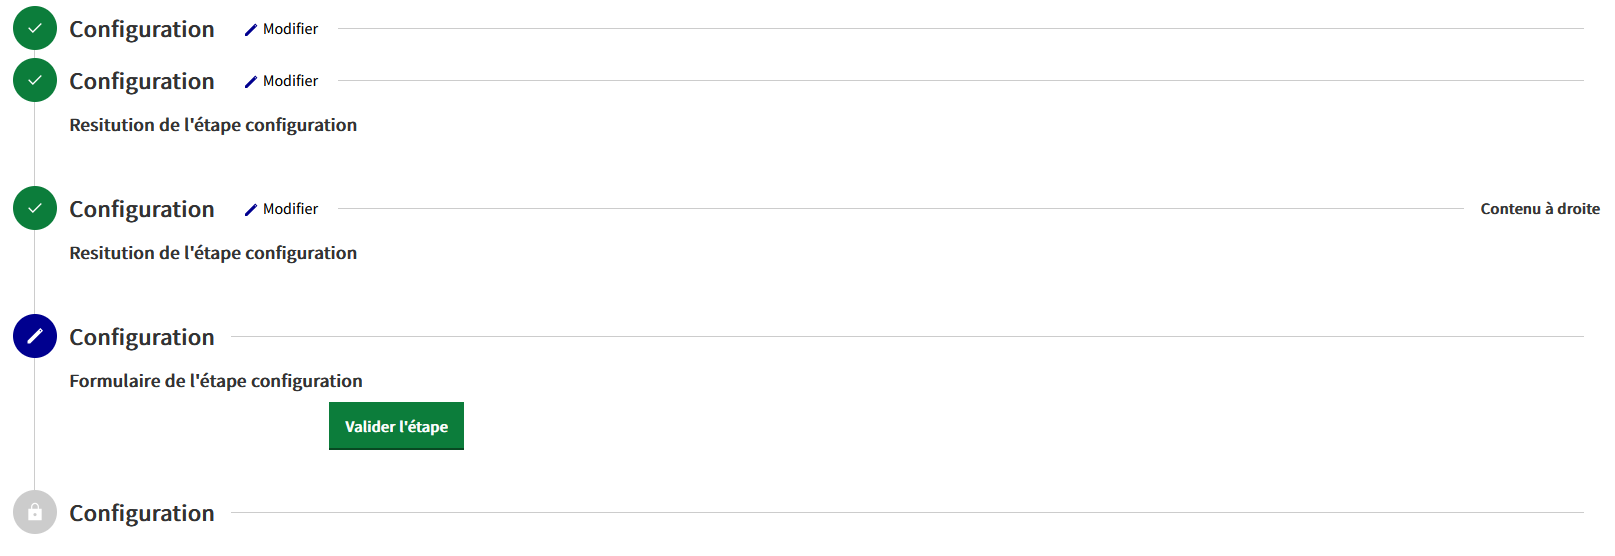 Configuration Modifier
Configuration Modifier
Resitution de l'étape configuration
Configuration Modifier Contenu à droite
Resitution de l'étape configuration
Configuration
Formulaire de l'étape configuration
Valider l'étape
Configuration